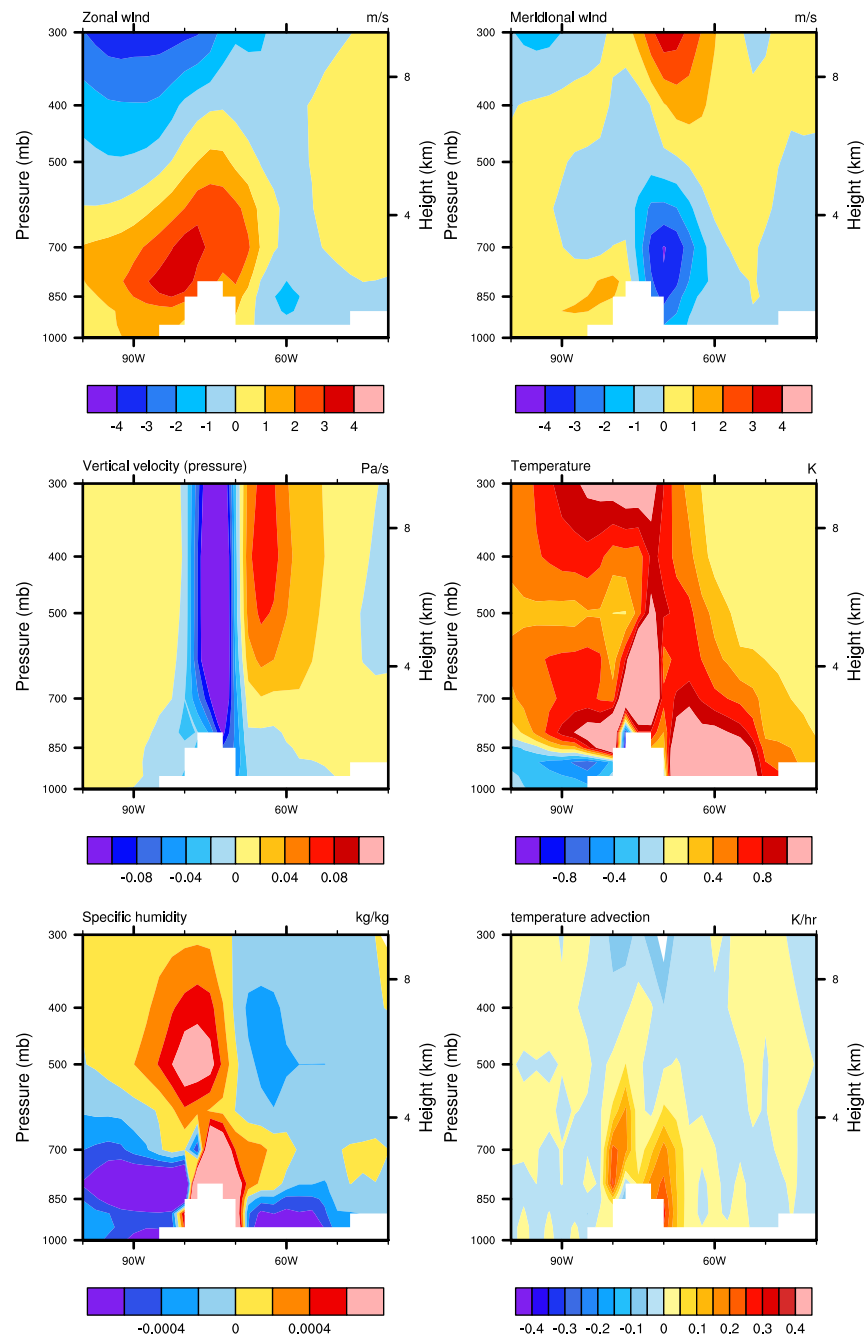 Zonal wind m/s
300
400
500
700
850
1000
Pressure (mb)
8
4
Height (km)
90W 60W
-4 -3 -2 -1 0 1 2 3 4
Meridional wind m/s
300
400
500
700
850
1000
Pressure (mb)
8
4
Height (km)
90W 60W
-4 -3 -2 -1 0 1 2 3 4
Vertical velocity (pressure) Pa/s
300
400
500
700
850
1000
Pressure (mb)
8
4
Height (km)
90W 60W
-0.08 -0.04 0 0.04 0.08
Temperature K
300
400
500
700
850
1000
Pressure (mb)
8
4
Height (km)
90W 60W
-0.8 -0.4 0 0.4 0.8
Specific humidity kg/kg
300
400
500
700
850
1000
Pressure (mb)
8
4
Height (km)
90W 60W
-0.0004 0 0.0004
temperature advection K/hr
300
400
500
700
850
1000
Pressure (mb)
8
4
Height (km)
90W 60W
-0.4 -0.3 -0.2 -0.1 0 0.1 0.2 0.3 0.4